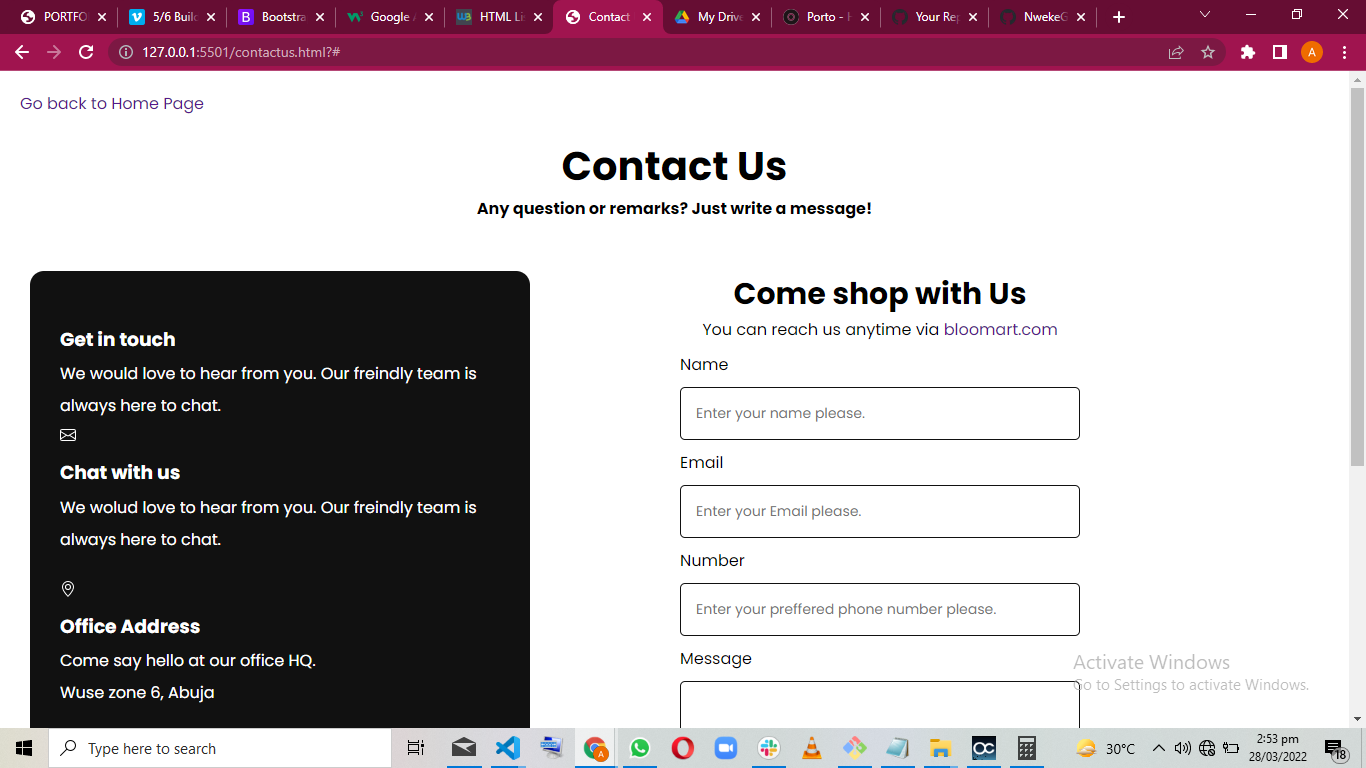 PORTFO
5/6 Build
Bootstra
Google A
HTML Lis
Contact
My Drive
Porto - H
Your Rep
NwekeG
127.0.0.1:5501/contactus.html?#
A
Go back to Home Page
Contact Us
Any question or remarks? Just write a message!
Get in touch
We would love to hear from you. Our freindly team is
always here to chat.
Chat with us
We wolud love to hear from you. Our freindly team is
always here to chat.
Office Address
Come say hello at our office HQ.
Wuse zone 6, Abuja
Come shop with Us
You can reach us anytime via bloomart.com
Name
Enter your name please.
Email
Enter your Email please.
Number
Enter your preffered phone number please.
Message
Activate Windows
Go to Settings to activate Windows.
Type here to search
30°C
2:53 pm
28/03/2022
18